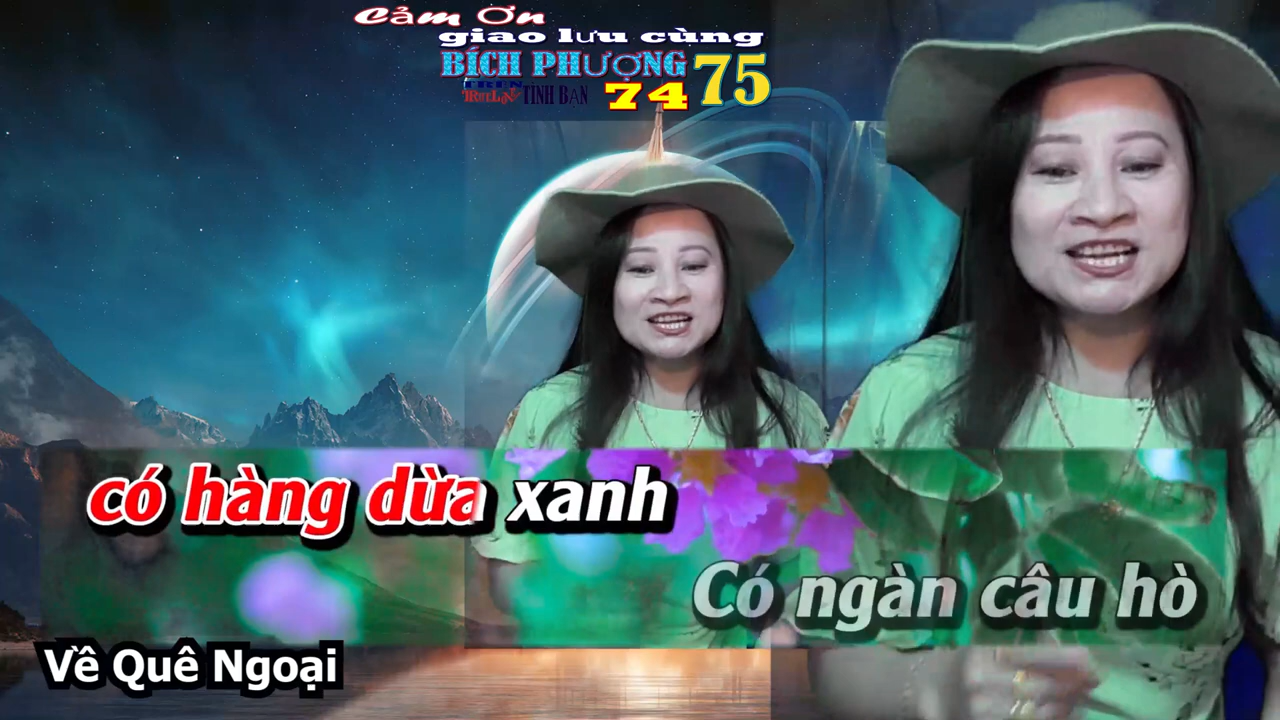 Cảm Ơn
giao lưu cùng
BÍCH PHƯỢNG 75
TRÊN
TÌNH BẠN 74
có hàng dừa xanh
Có ngàn câu hò
Về Quê Ngoại